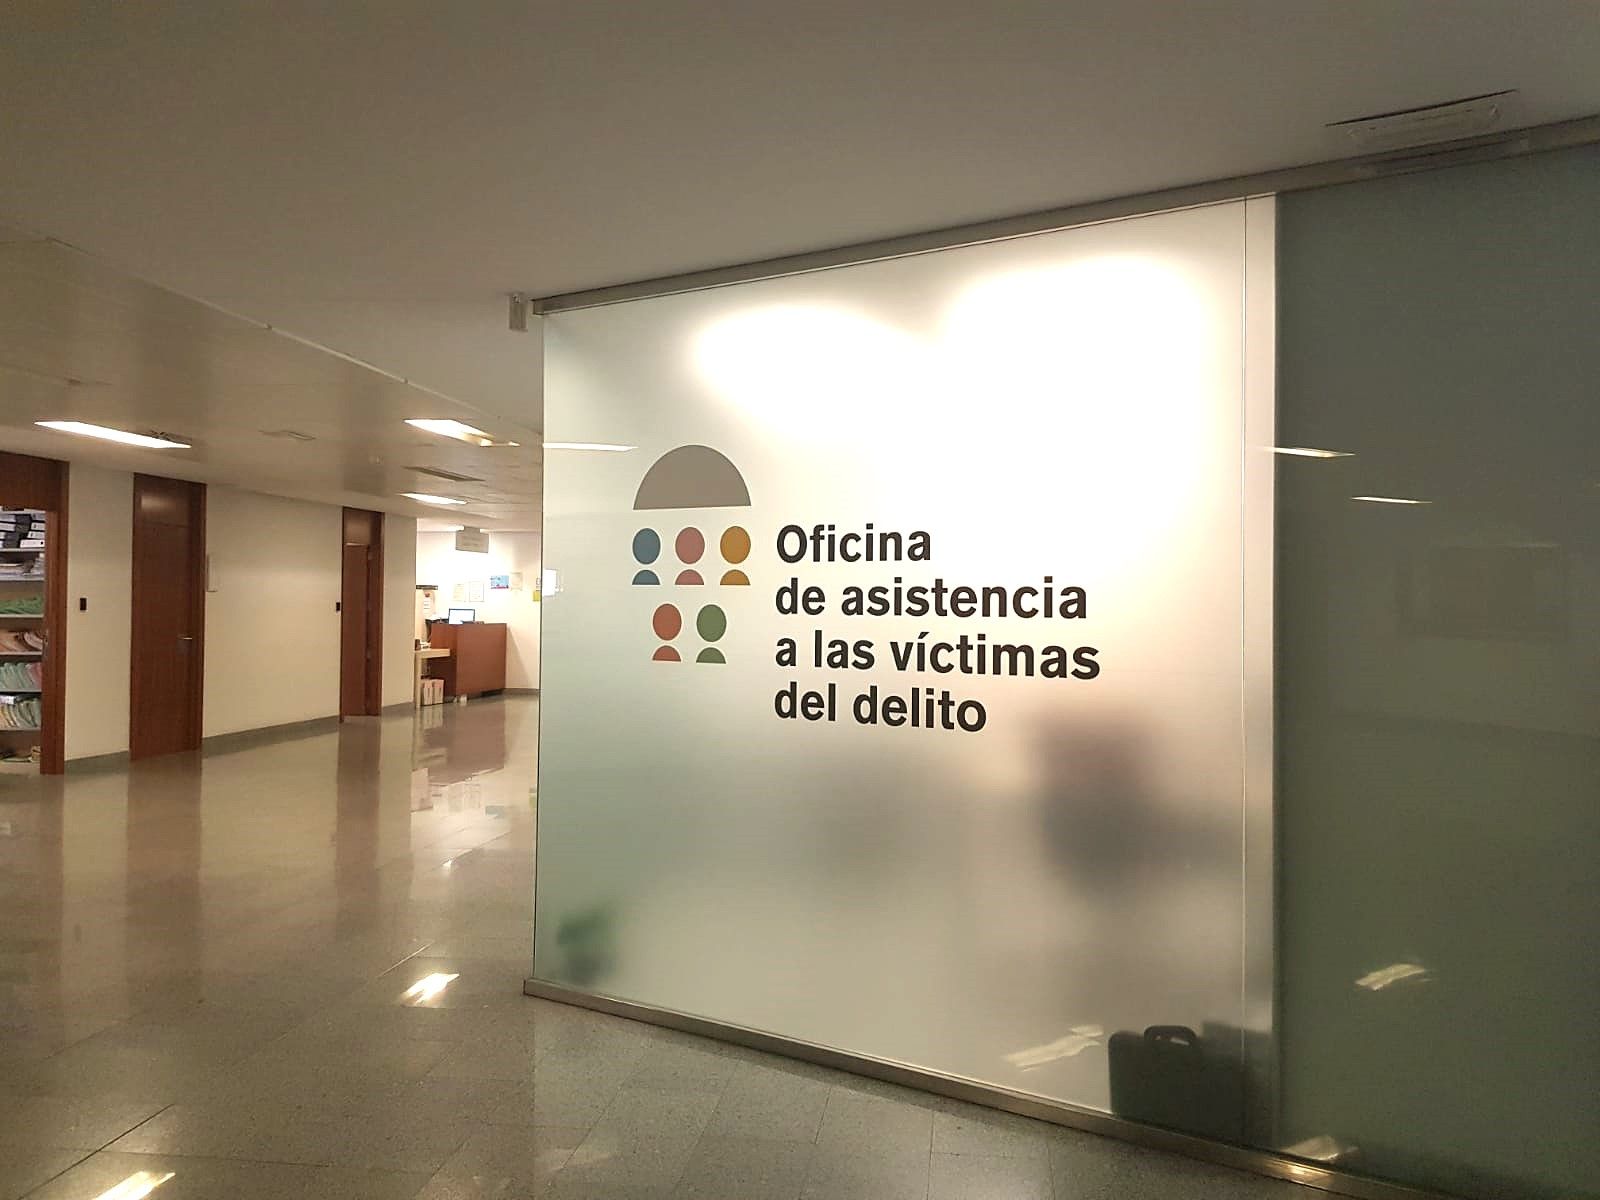 Oficina
de asistencia
a las víctimas
del delito